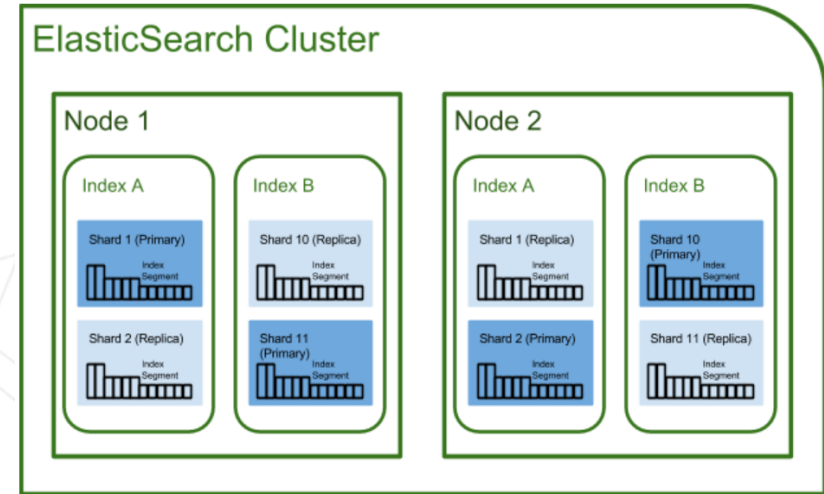 ElasticSearch Cluster
Node 1
Index A
Shard 1 (Primary)
Index
Segment
Shard 2 (Replica)
Index
Segment
Index B
Shard 10 (Replica)
Index
Segment
Shard 11
(Primary)
Index
Segment
Node 2
Index A
Shard 1 (Replica)
Index
Segment
Shard 2 (Primary)
Index
Segment
Index B
Shard 10
(Primary)
Index
Segment
Shard 11 (Replica)
Index
Segment